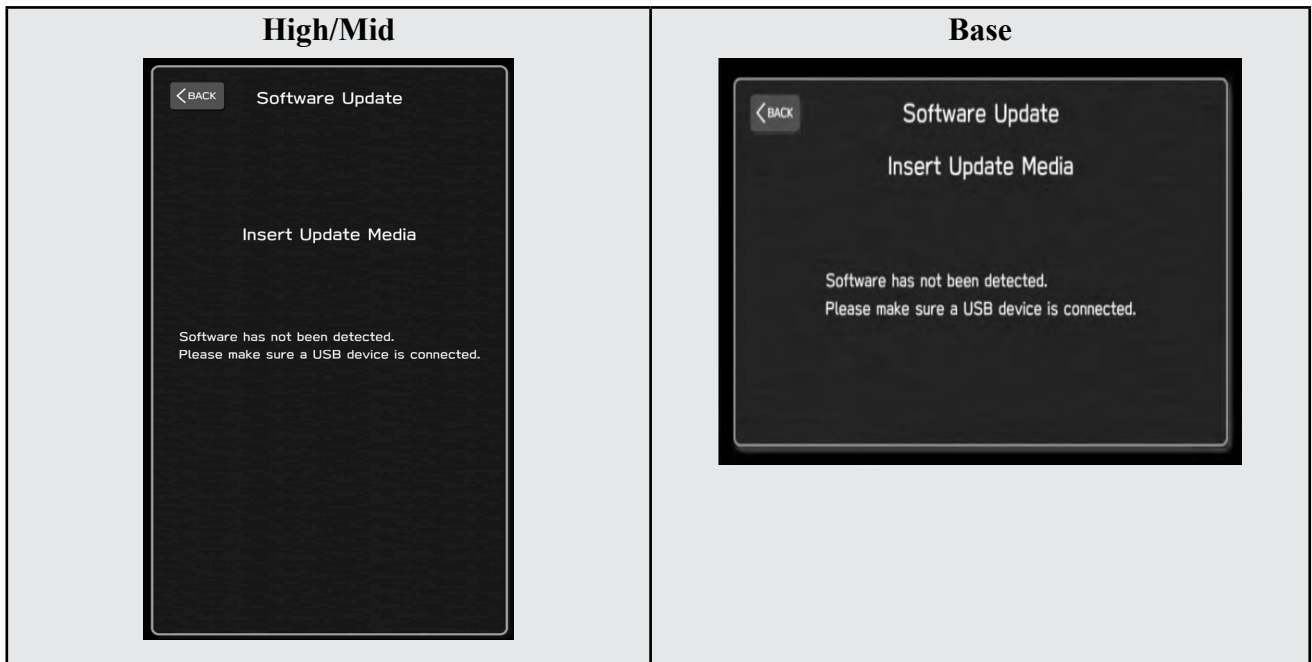 High/Mid
BACK
Software Update
Insert Update Media
Software has not been detected.
Please make sure a USB device is connected.
Base
BACK
Software Update
Insert Update Media
Software has not been detected.
Please make sure a USB device is connected.